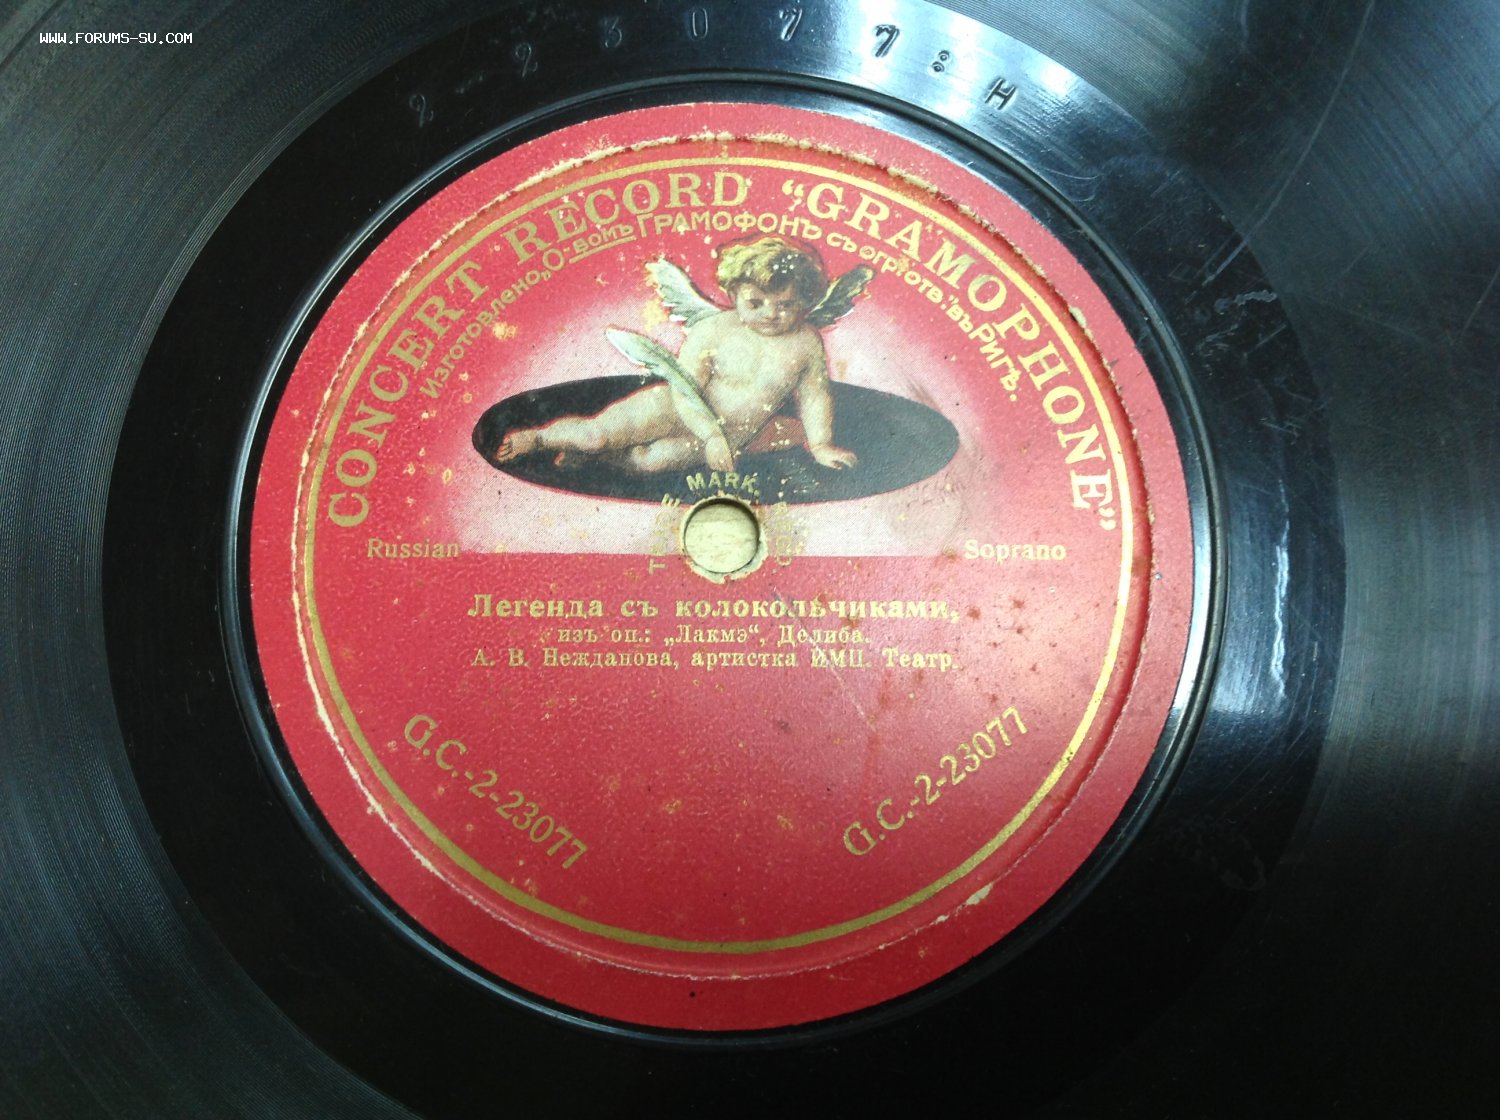 WWW.FORUMS-SU.COM
2-23077:H
CONCERT RECORD “GRAMOPHONE”
Изготовлено „О-вомъ Грамофонъ съ огр. отв.“ въ Ригѣ.
MARK.
Russian
Soprano
Легенда съ колокольчиками,
изъ оп.: „Лакмэ“, Делиба.
А. В. Нежданова, артистка ИМП. Театр.
G.C.-2-23077
G.C.-2-23077